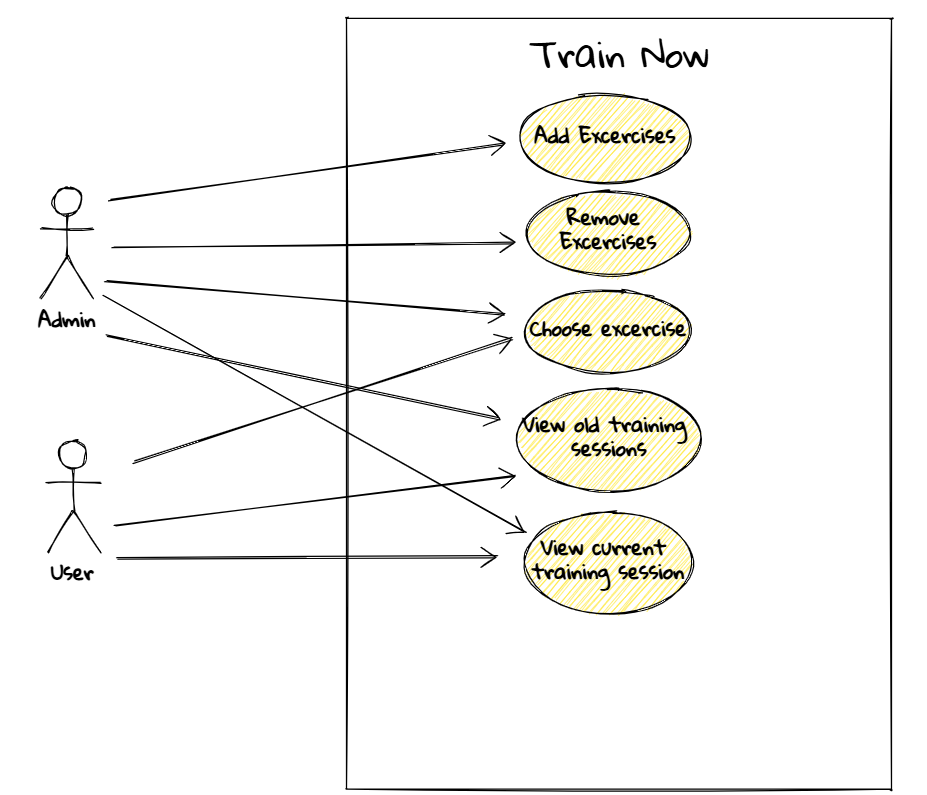 Train Now
Add Excercises
Remove
Excercises
Admin
Choose excercise
View old training
sessions
View current
training session
User